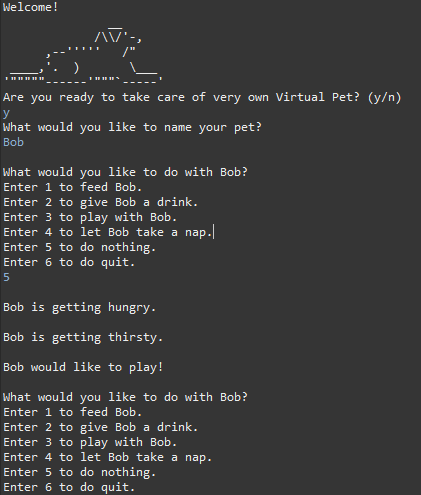 Welcome!
Are you ready to take care of very own Virtual Pet? (y/n)
y
What would you like to name your pet?
Bob
What would you like to do with Bob?
Enter 1 to feed Bob.
Enter 2 to give Bob a drink.
Enter 3 to play with Bob.
Enter 4 to let Bob take a nap.
Enter 5 to do nothing.
Enter 6 to do quit.
5
Bob is getting hungry.
Bob is getting thirsty.
Bob would like to play!
What would you like to do with Bob?
Enter 1 to feed Bob.
Enter 2 to give Bob a drink.
Enter 3 to play with Bob.
Enter 4 to let Bob take a nap.
Enter 5 to do nothing.
Enter 6 to do quit.